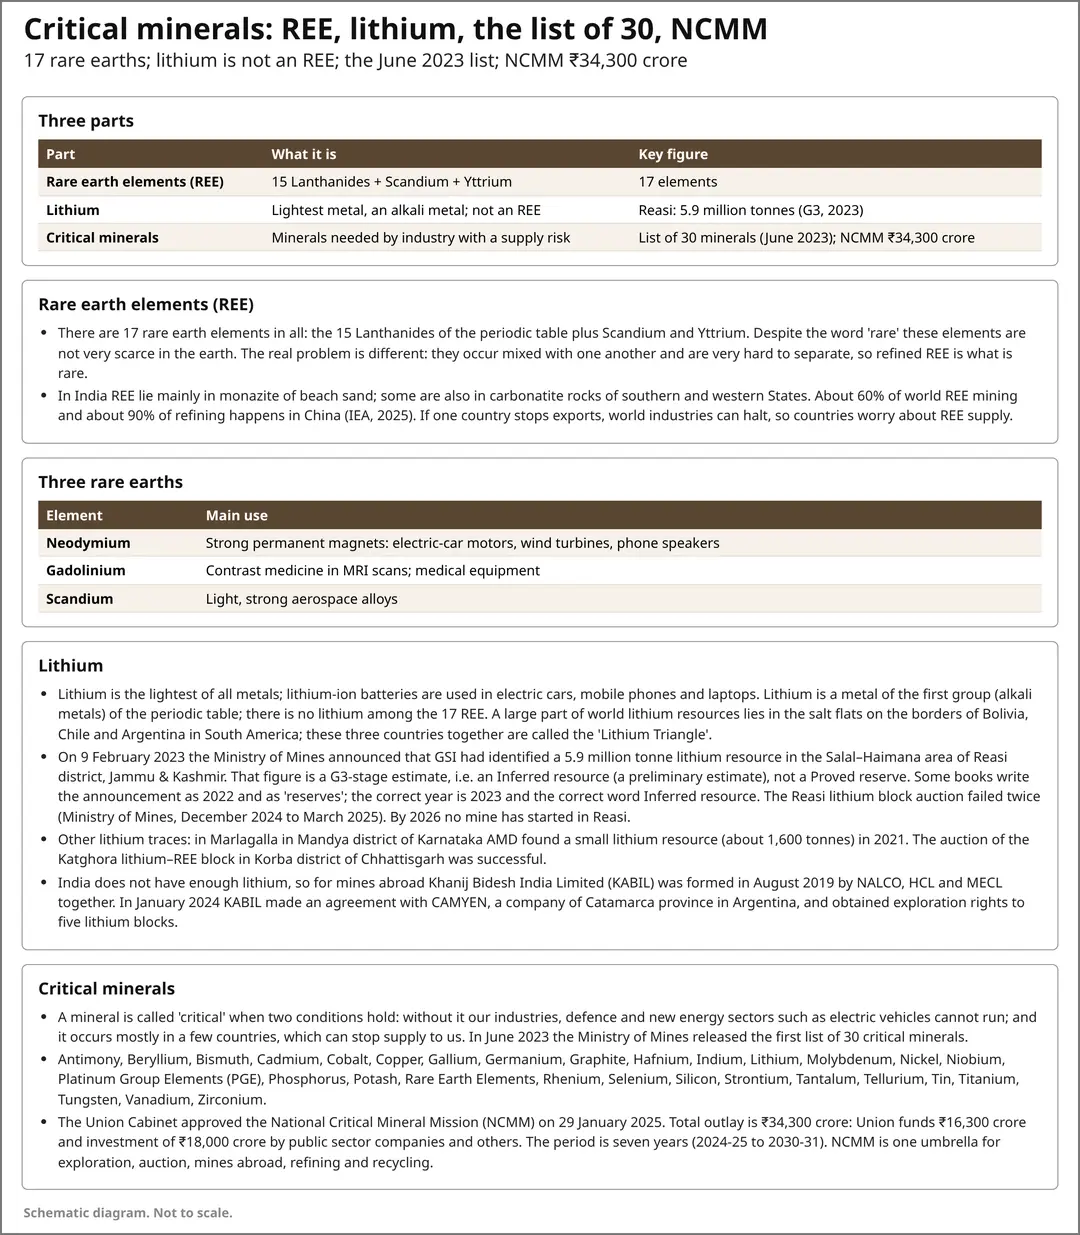 Critical minerals: REE, lithium, the list of 30, NCMM
17 rare earths; lithium is not an REE; the June 2023 list; NCMM ₹34,300 crore
Three parts
Part What it is Key figure
Rare earth elements (REE) 15 Lanthanides + Scandium + Yttrium 17 elements
Lithium Lightest metal, an alkali metal; not an REE Reasi: 5.9 million tonnes (G3, 2023)
Critical minerals Minerals needed by industry with a supply risk List of 30 minerals (June 2023); NCMM ₹34,300 crore
Rare earth elements (REE)
• There are 17 rare earth elements in all: the 15 Lanthanides of the periodic table plus Scandium and Yttrium. Despite the word 'rare' these elements are
not very scarce in the earth. The real problem is different: they occur mixed with one another and are very hard to separate, so refined REE is what is
rare.
• In India REE lie mainly in monazite of beach sand; some are also in carbonatite rocks of southern and western States. About 60% of world REE mining
and about 90% of refining happens in China (IEA, 2025). If one country stops exports, world industries can halt, so countries worry about REE supply.
Three rare earths
Element Main use
Neodymium Strong permanent magnets: electric-car motors, wind turbines, phone speakers
Gadolinium Contrast medicine in MRI scans; medical equipment
Scandium Light, strong aerospace alloys
Lithium
• Lithium is the lightest of all metals; lithium-ion batteries are used in electric cars, mobile phones and laptops. Lithium is a metal of the first group (alkali
metals) of the periodic table; there is no lithium among the 17 REE. A large part of world lithium resources lies in the salt flats on the borders of Bolivia,
Chile and Argentina in South America; these three countries together are called the 'Lithium Triangle'.
• On 9 February 2023 the Ministry of Mines announced that GSI had identified a 5.9 million tonne lithium resource in the Salal–Haimana area of Reasi
district, Jammu & Kashmir. That figure is a G3-stage estimate, i.e. an Inferred resource (a preliminary estimate), not a Proved reserve. Some books write
the announcement as 2022 and as 'reserves'; the correct year is 2023 and the correct word Inferred resource. The Reasi lithium block auction failed twice
(Ministry of Mines, December 2024 to March 2025). By 2026 no mine has started in Reasi.
• Other lithium traces: in Marlagalla in Mandya district of Karnataka AMD found a small lithium resource (about 1,600 tonnes) in 2021. The auction of the
Katghora lithium–REE block in Korba district of Chhattisgarh was successful.
• India does not have enough lithium, so for mines abroad Khanij Bidesh India Limited (KABIL) was formed in August 2019 by NALCO, HCL and MECL
together. In January 2024 KABIL made an agreement with CAMYEN, a company of Catamarca province in Argentina, and obtained exploration rights to
five lithium blocks.
Critical minerals
• A mineral is called 'critical' when two conditions hold: without it our industries, defence and new energy sectors such as electric vehicles cannot run; and
it occurs mostly in a few countries, which can stop supply to us. In June 2023 the Ministry of Mines released the first list of 30 critical minerals.
• Antimony, Beryllium, Bismuth, Cadmium, Cobalt, Copper, Gallium, Germanium, Graphite, Hafnium, Indium, Lithium, Molybdenum, Nickel, Niobium,
Platinum Group Elements (PGE), Phosphorus, Potash, Rare Earth Elements, Rhenium, Selenium, Silicon, Strontium, Tantalum, Tellurium, Tin, Titanium,
Tungsten, Vanadium, Zirconium.
• The Union Cabinet approved the National Critical Mineral Mission (NCMM) on 29 January 2025. Total outlay is ₹34,300 crore: Union funds ₹16,300 crore
and investment of ₹18,000 crore by public sector companies and others. The period is seven years (2024-25 to 2030-31). NCMM is one umbrella for
exploration, auction, mines abroad, refining and recycling.
Schematic diagram. Not to scale.